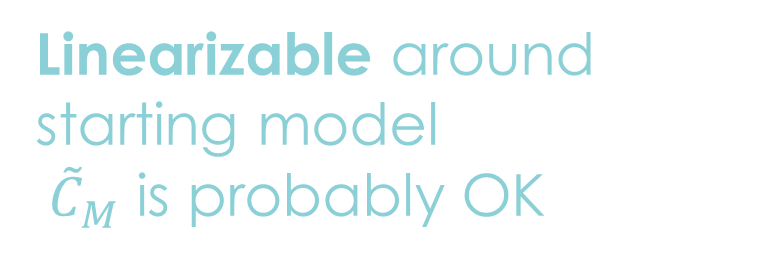 Linearizable around
starting model
C̃_M is probably OK